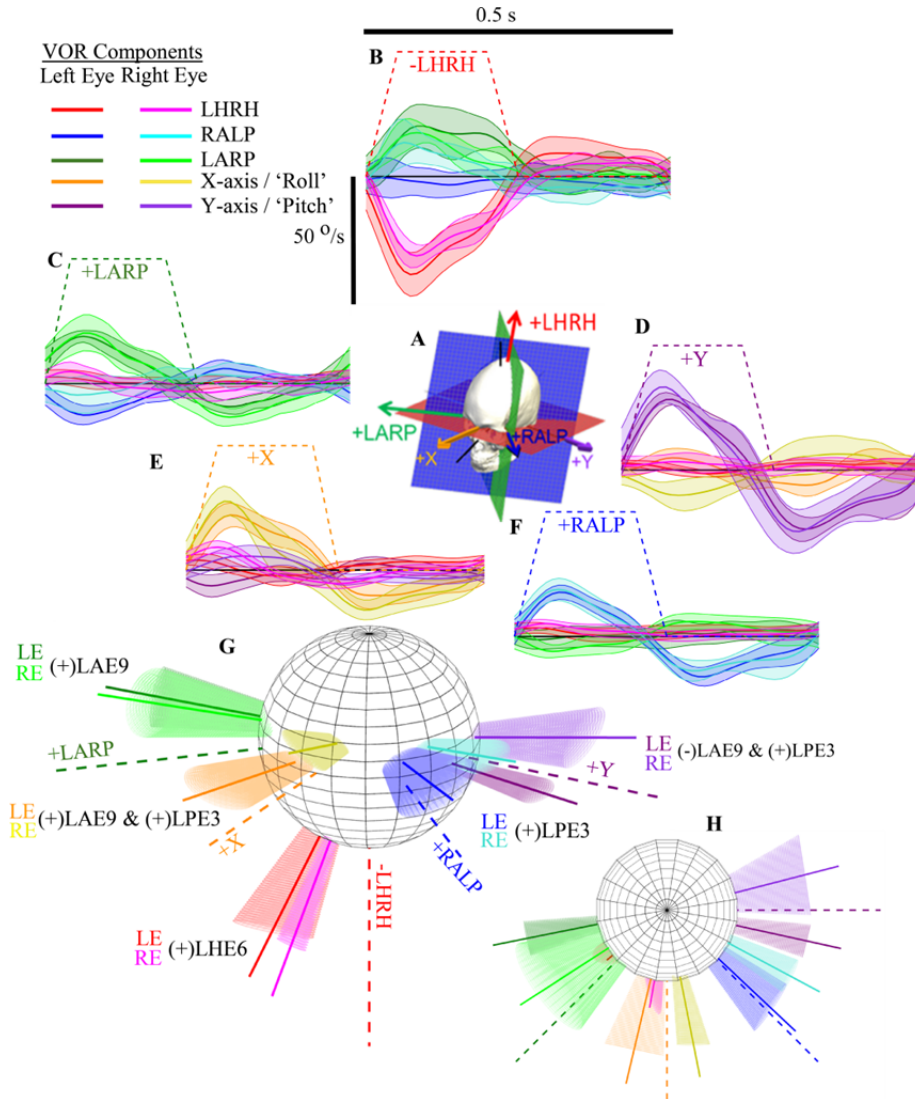 0.5 s
VOR Components
Left Eye Right Eye
LHRH
RALP
LARP
X-axis / ‘Roll’
Y-axis / ‘Pitch’
B
-LHRH
50 °/s
C
+LARP
A
+LHRH
+LARP
+X
+RALP
+Y
D
+Y
E
+X
F
+RALP
G
LE
RE (+)LAE9
+LARP
LE
RE (+)LAE9 & (+)LPE3
+X
LE
RE (+)LHE6
-LHRH
+RALP
LE
RE (+)LPE3
+Y
LE
RE (-)LAE9 & (+)LPE3
H